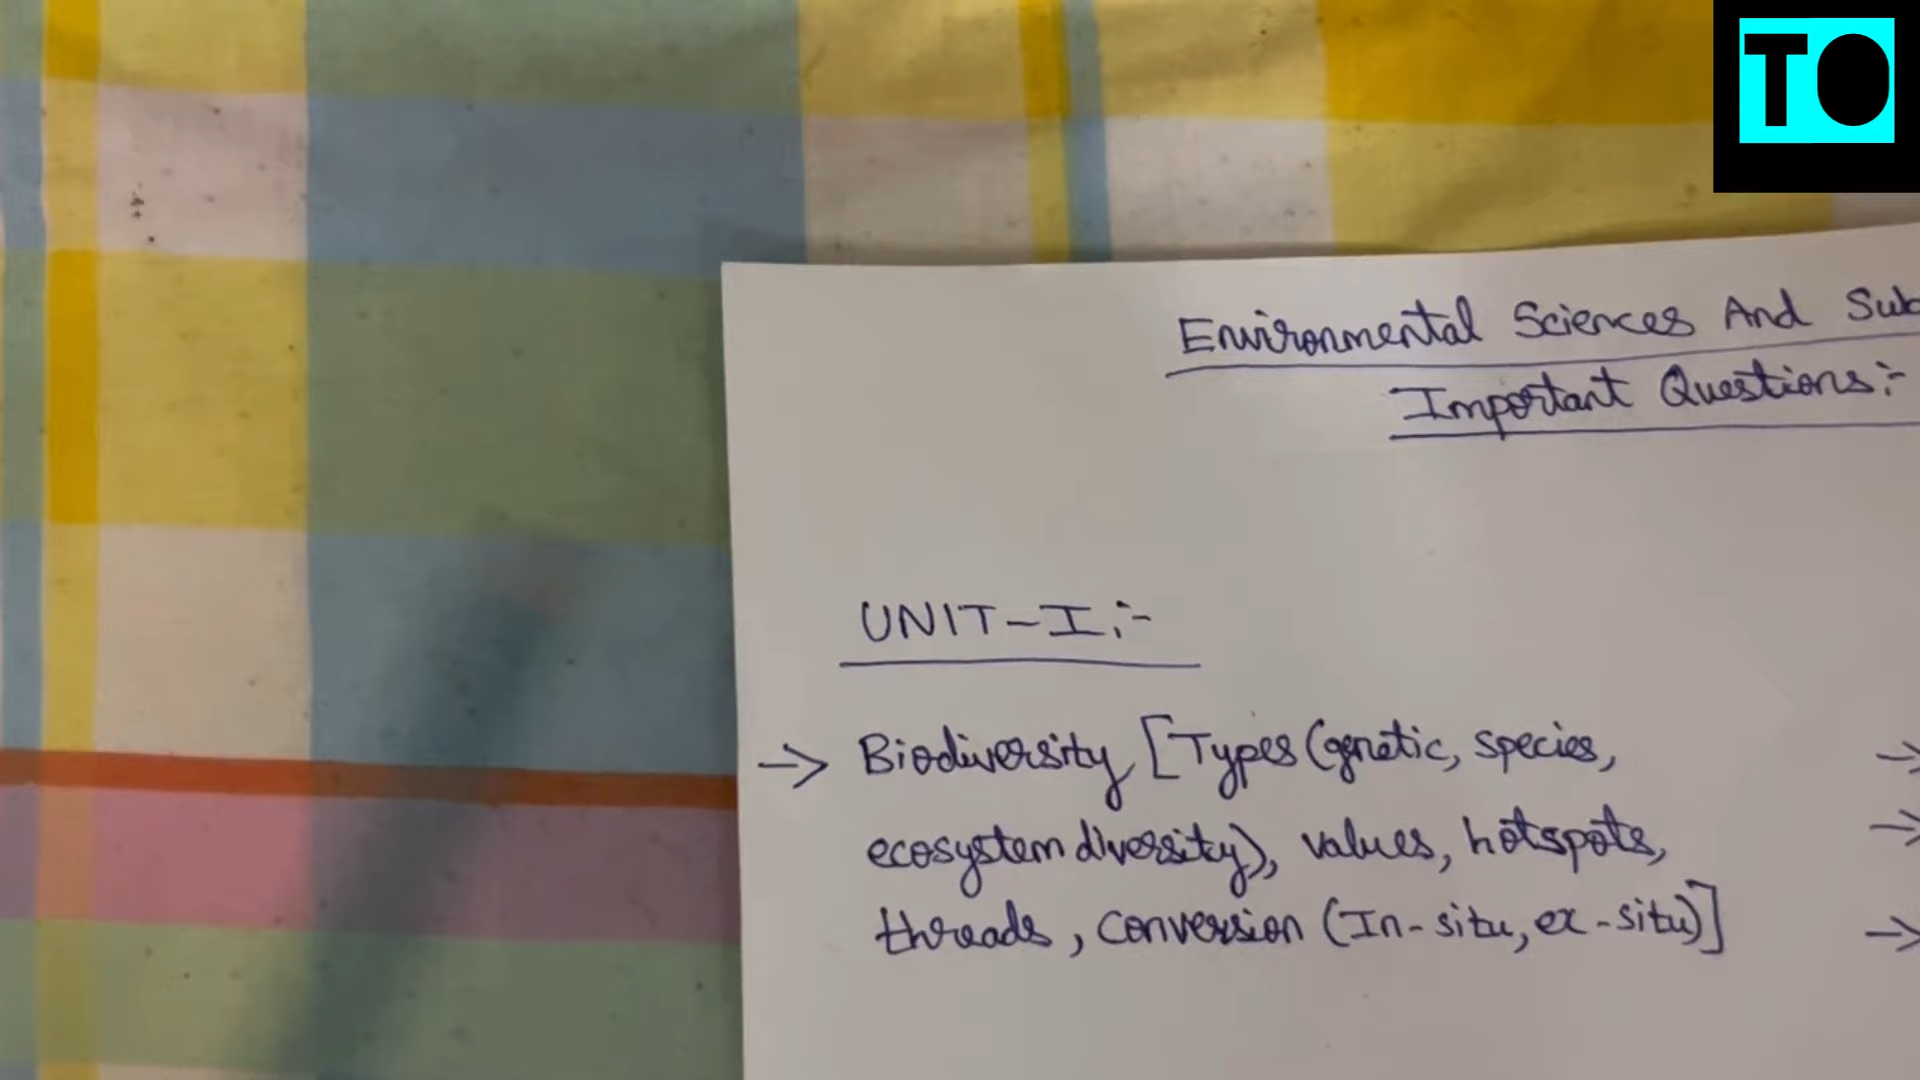 TO
Environmental Sciences And Sub
Important Questions:-
UNIT-I:-
→ Biodiversity [Types (genetic, species,
ecosystem diversity), values, hotspots,
threads, conversion (In-situ, ex-situ)]
→
→
→